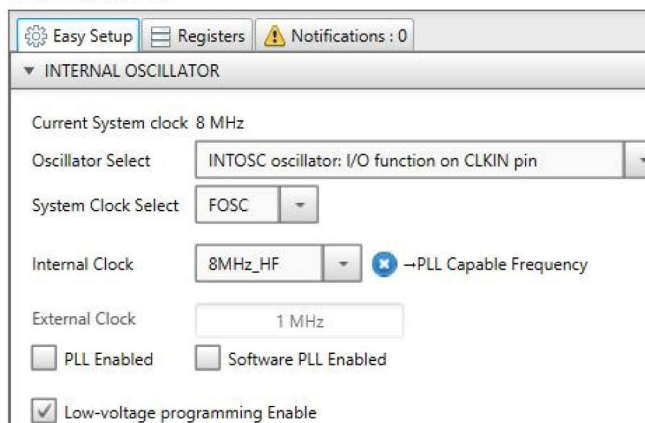 Easy Setup Registers Notifications : 0
INTERNAL OSCILLATOR
Current System clock 8 MHz
Oscillator Select INTOSC oscillator: I/O function on CLKIN pin
System Clock Select FOSC
Internal Clock 8MHz_HF →PLL Capable Frequency
External Clock 1 MHz
PLL Enabled Software PLL Enabled
Low-voltage programming Enable